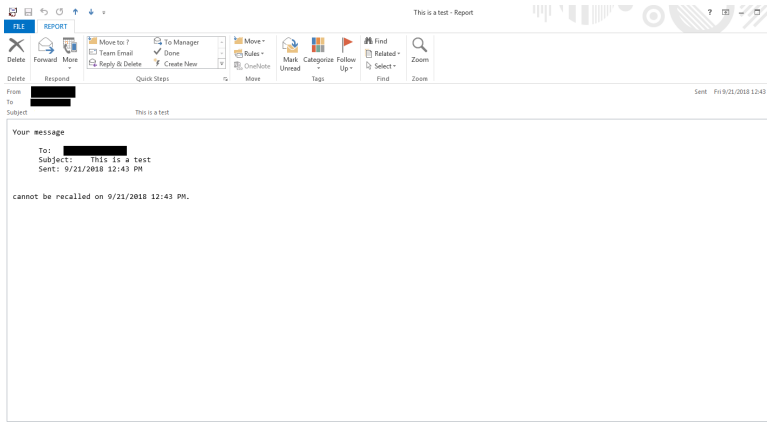 This is a test - Report
?
FILE
REPORT
Delete
Forward
More
Move to: ?
To Manager
Team Email
Done
Reply & Delete
Create New
Move
Rules
OneNote
Mark Unread
Categorize
Follow Up
Find
Related
Select
Zoom
Delete
Respond
Quick Steps
Move
Tags
Find
Zoom
From
Sent Fri 9/21/2018 12:43
To
Subject This is a test
Your message
To:
Subject: This is a test
Sent: 9/21/2018 12:43 PM
cannot be recalled on 9/21/2018 12:43 PM.